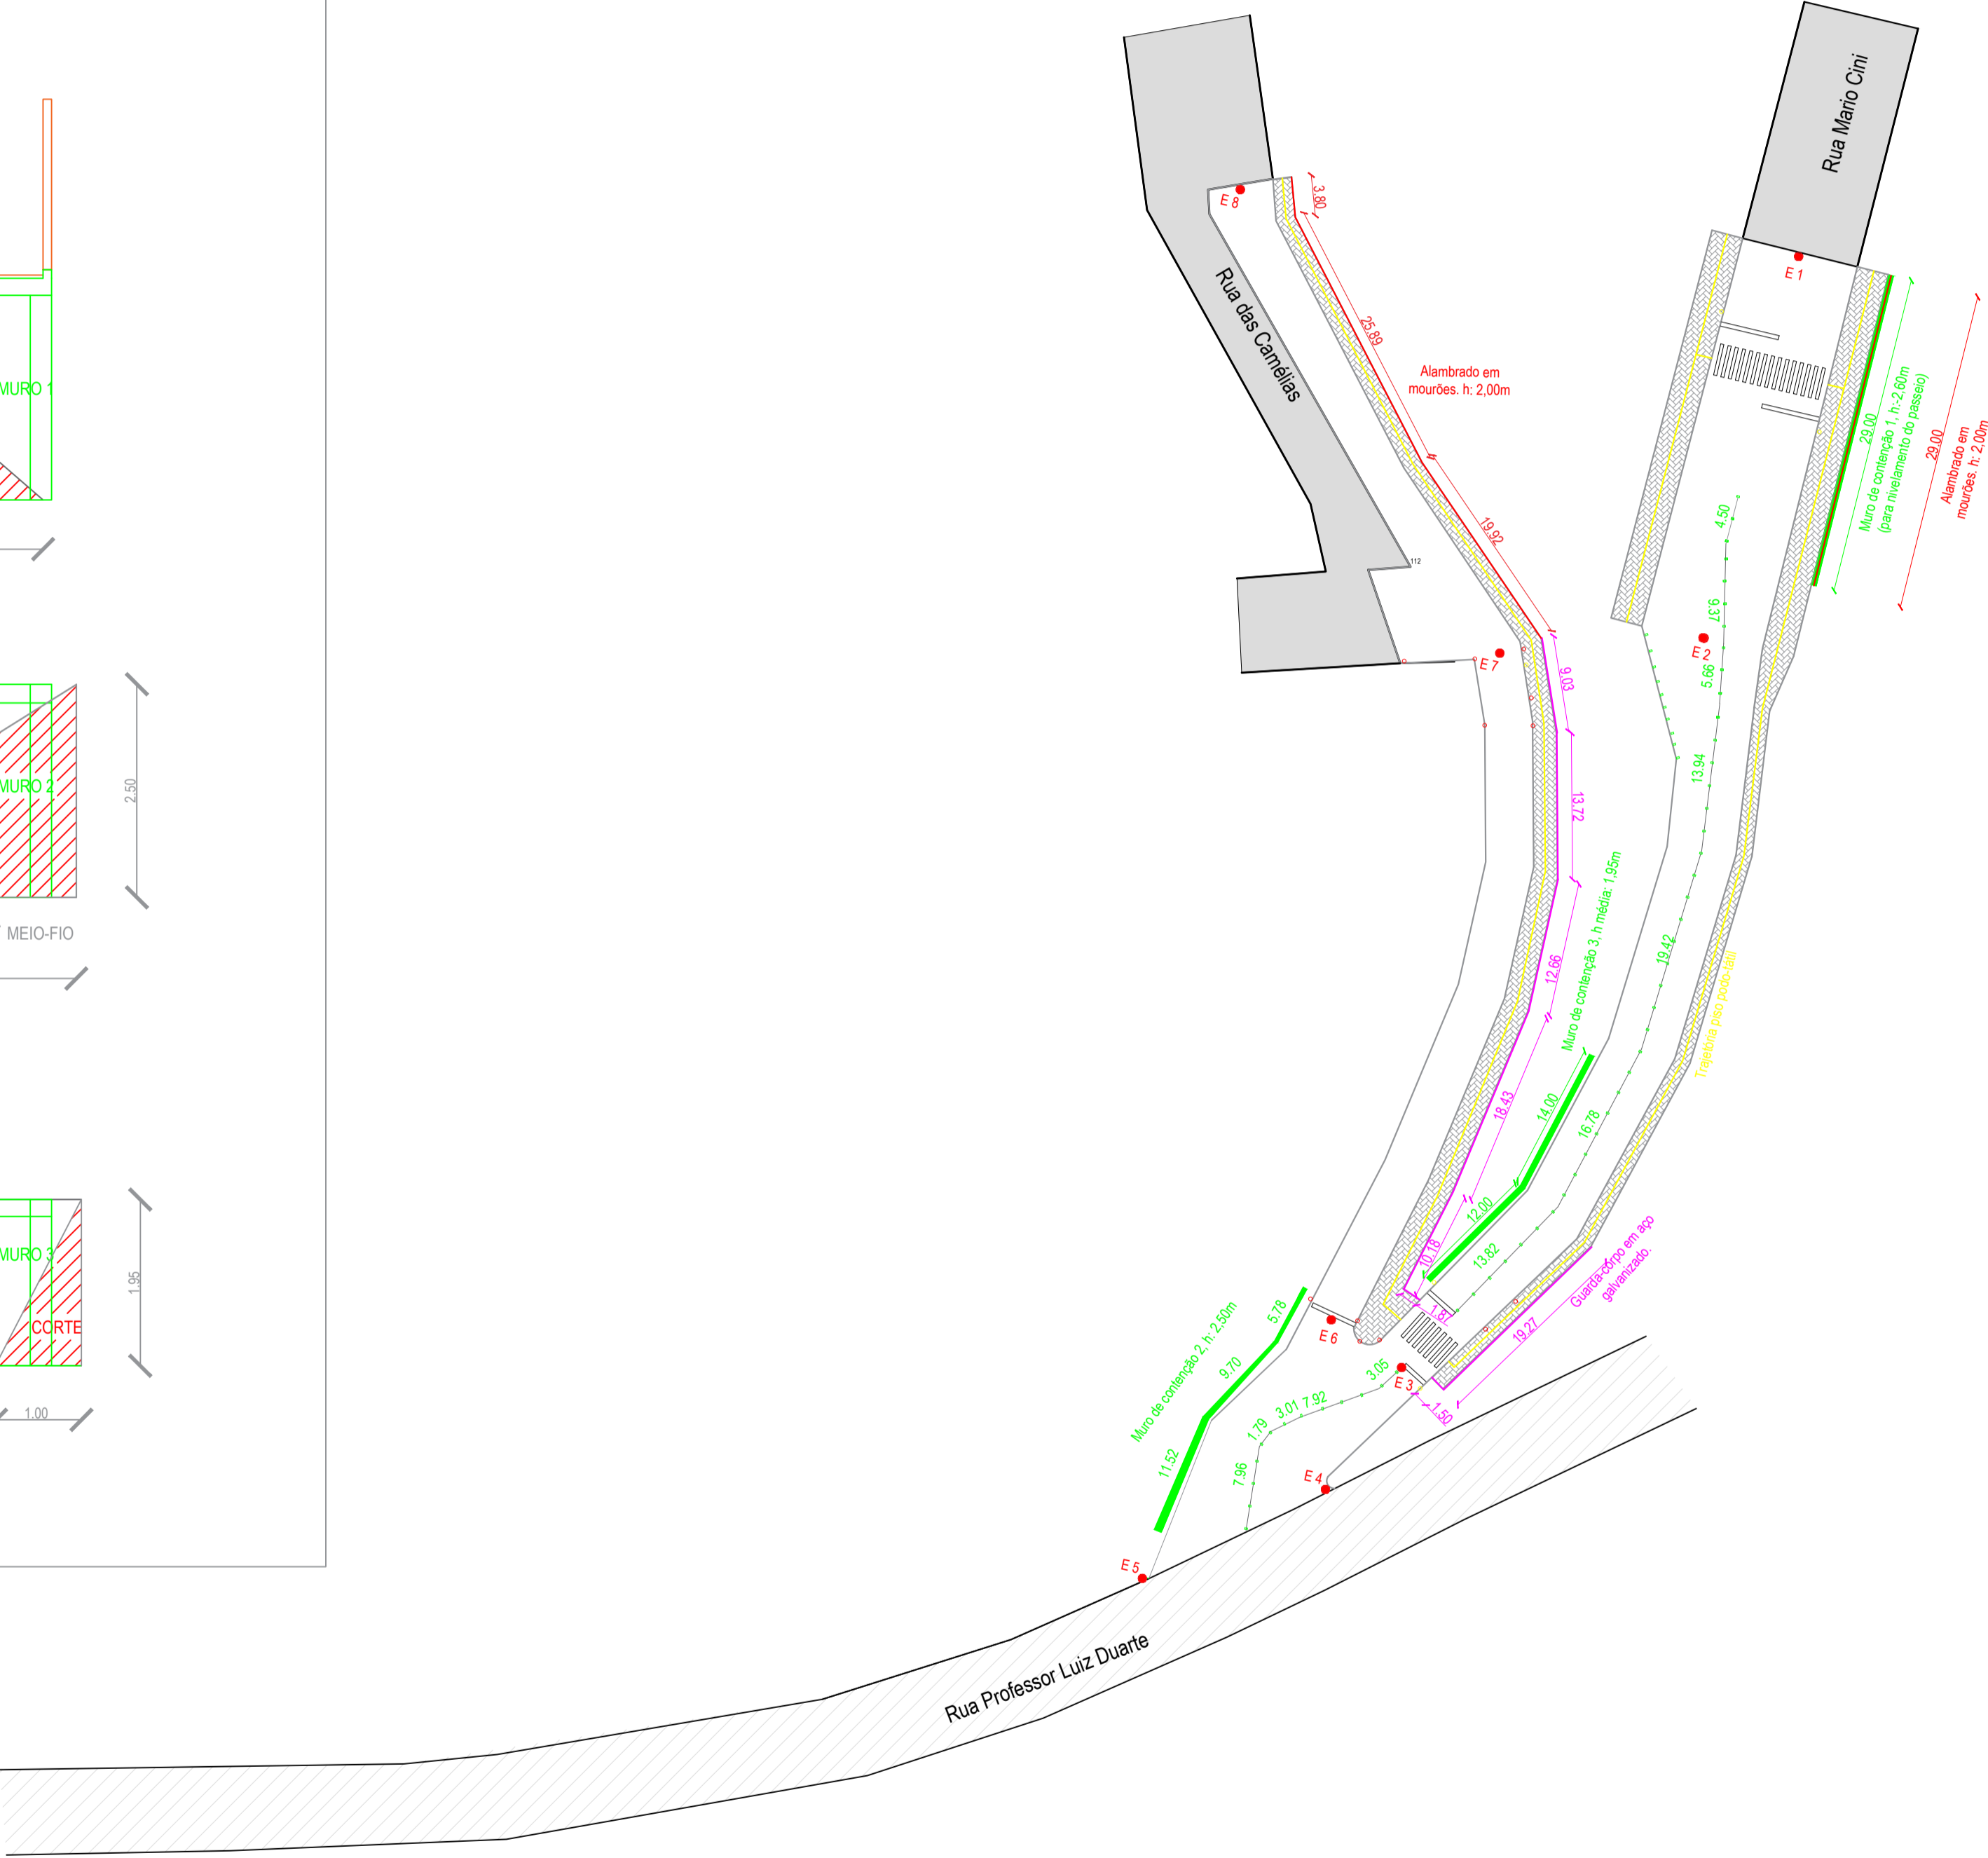 MURO 1
MURO 2
2.50
MEIO-FIO
MURO 3
1.95
CORTE
1.00
Rua das Camélias
Rua Mario Cini
E 8
3.80
25.89
Alambrado em
mourões. h: 2,00m
19.92
112
E 7
9.03
13.72
12.66
18.43
10.18
1.87
E 1
29.00
Muro de contenção 1, h:-2,60m
(para nivelamento do passeio)
29.00
Alambrado em
mourões. h: 2,00m
4.50
9.37
E 2
5.66
13.94
19.42
16.78
13.82
Muro de contenção 3, h média: 1,95m
14.00
12.00
Trajetória piso podo-tátil
Guarda-corpo em aço
galvanizado.
19.27
1.50
E 6
E 3
3.05
7.92
3.01
1.79
7.96
E 4
Muro de contenção 2, h: 2,50m
5.78
9.70
11.52
E 5
Rua Professor Luiz Duarte